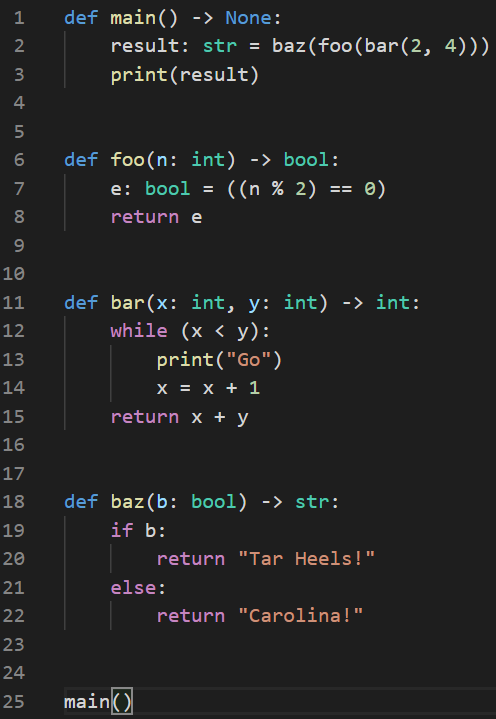 1 def main() -> None:
2     result: str = baz(foo(bar(2, 4)))
3     print(result)
4
5
6 def foo(n: int) -> bool:
7     e: bool = ((n % 2) == 0)
8     return e
9
10
11 def bar(x: int, y: int) -> int:
12     while (x < y):
13         print("Go")
14         x = x + 1
15     return x + y
16
17
18 def baz(b: bool) -> str:
19     if b:
20         return "Tar Heels!"
21     else:
22         return "Carolina!"
23
24
25 main()